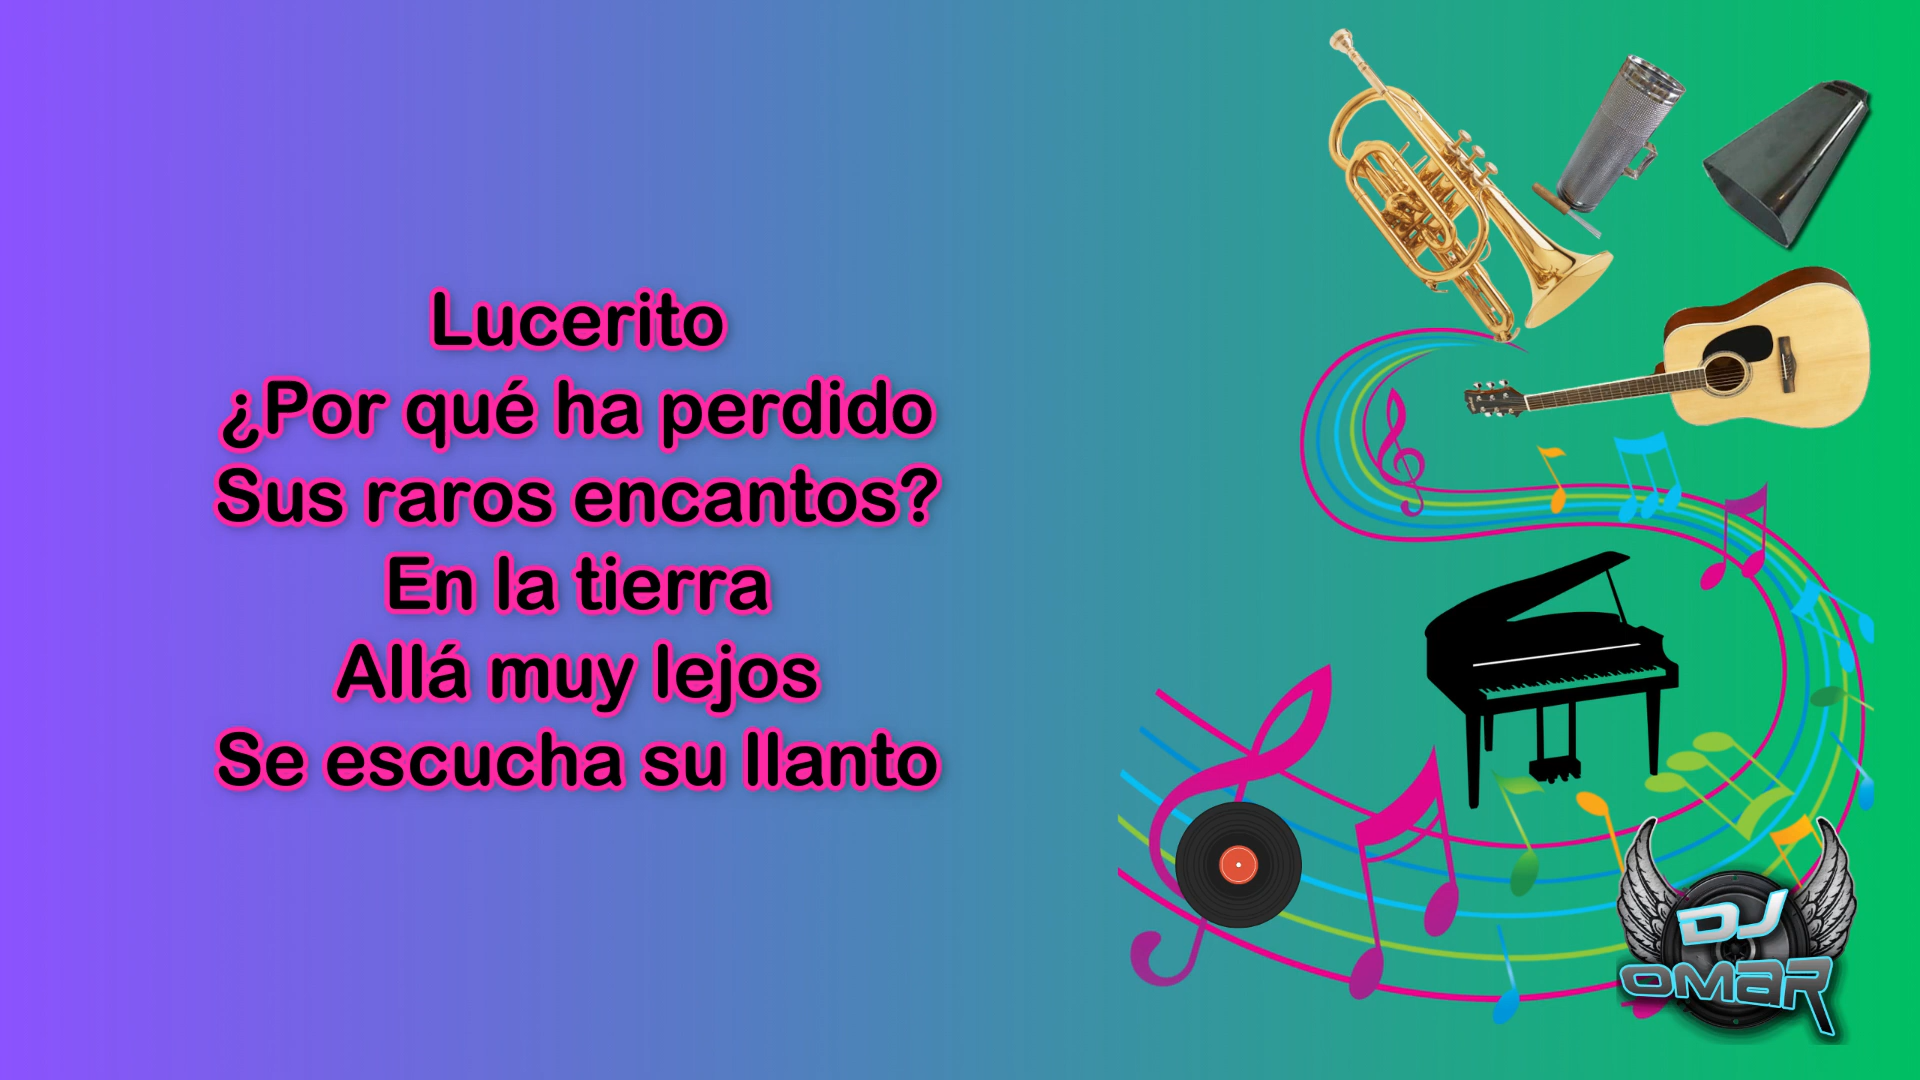 Lucerito
¿Por qué ha perdido
Sus raros encantos?
En la tierra
Allá muy lejos
Se escucha su llanto
DJ
OMAR